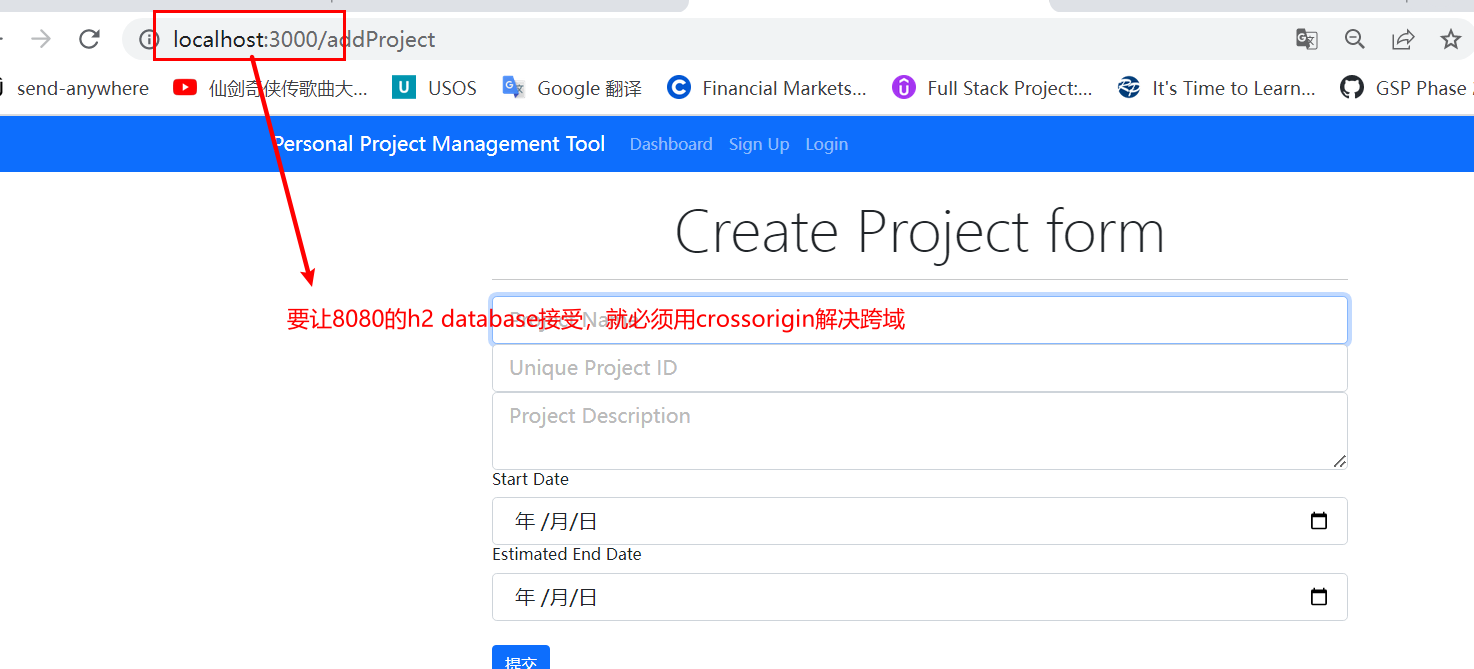 localhost:3000/addProject
send-anywhere 仙剑奇侠传歌曲大... USOS Google 翻译 Financial Markets... Full Stack Project:... It's Time to Learn... GSP Phase
Personal Project Management Tool Dashboard Sign Up Login
Create Project form
要让8080的h2 database接受，就必须用crossorigin解决跨域
Project Name
Unique Project ID
Project Description
Start Date
年 /月/日
Estimated End Date
年 /月/日
提交